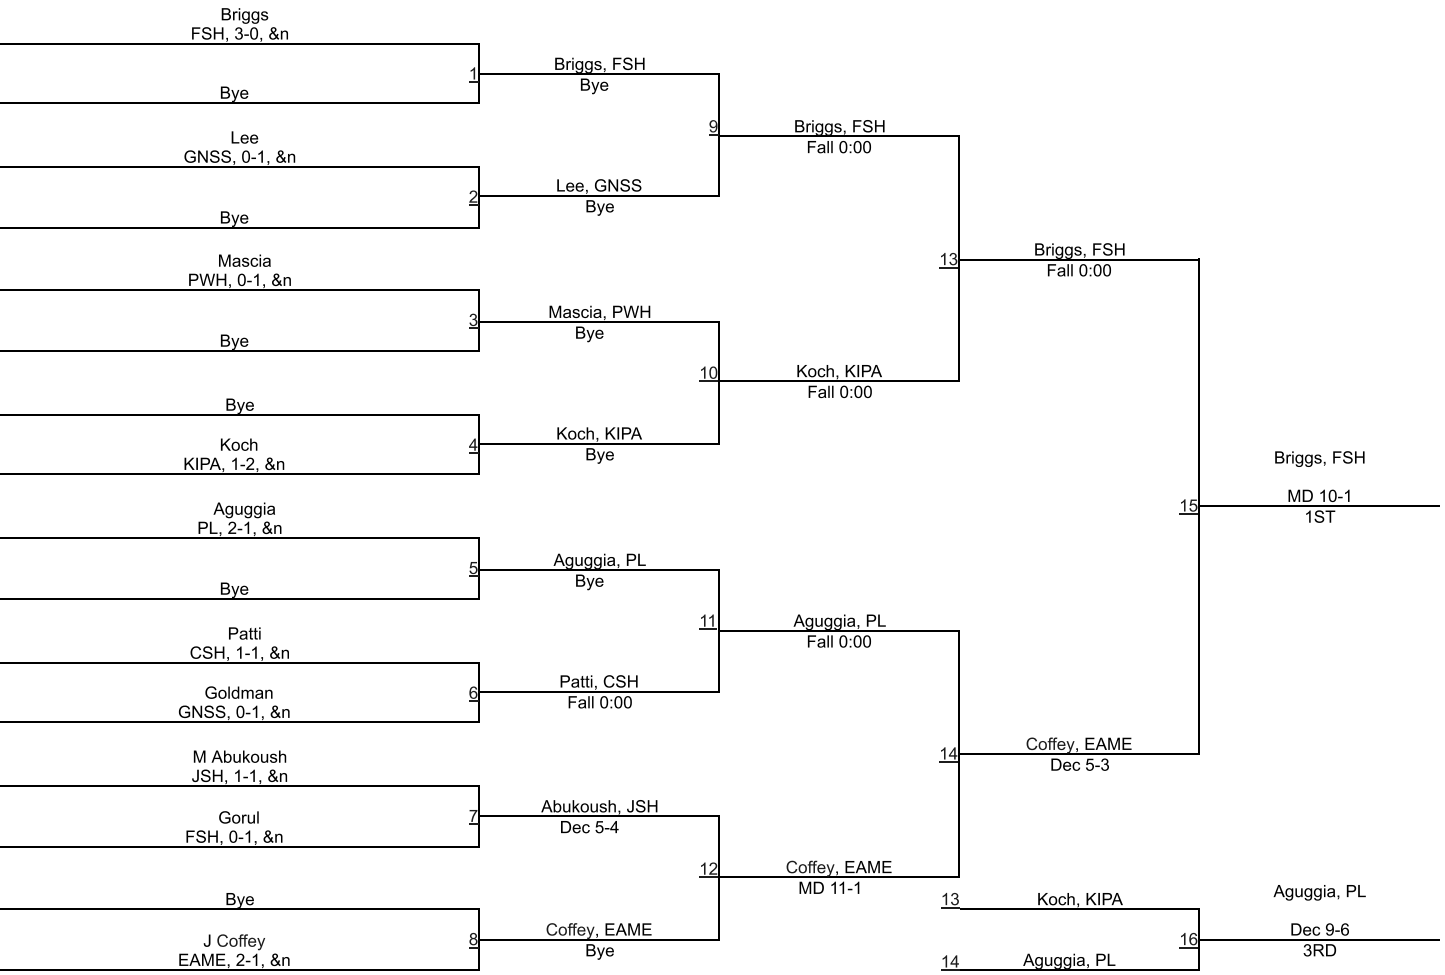 Briggs
FSH, 3-0, &n
1
Bye
Lee
GNSS, 0-1, &n
2
Bye
Mascia
PWH, 0-1, &n
3
Bye
Bye
4
Koch
KIPA, 1-2, &n
Aguggia
PL, 2-1, &n
5
Bye
Patti
CSH, 1-1, &n
6
Goldman
GNSS, 0-1, &n
M Abukoush
JSH, 1-1, &n
7
Gorul
FSH, 0-1, &n
Bye
8
J Coffey
EAME, 2-1, &n
Briggs, FSH
Bye
9
Lee, GNSS
Bye
Mascia, PWH
Bye
10
Koch, KIPA
Bye
Aguggia, PL
Bye
11
Patti, CSH
Fall 0:00
Abukoush, JSH
Dec 5-4
12
Coffey, EAME
Bye
Briggs, FSH
Fall 0:00
13
Koch, KIPA
Fall 0:00
Aguggia, PL
Fall 0:00
14
Coffey, EAME
MD 11-1
Briggs, FSH
Fall 0:00
15
Coffey, EAME
Dec 5-3
Briggs, FSH
MD 10-1
1ST
13
Koch, KIPA
16
14
Aguggia, PL
Aguggia, PL
Dec 9-6
3RD